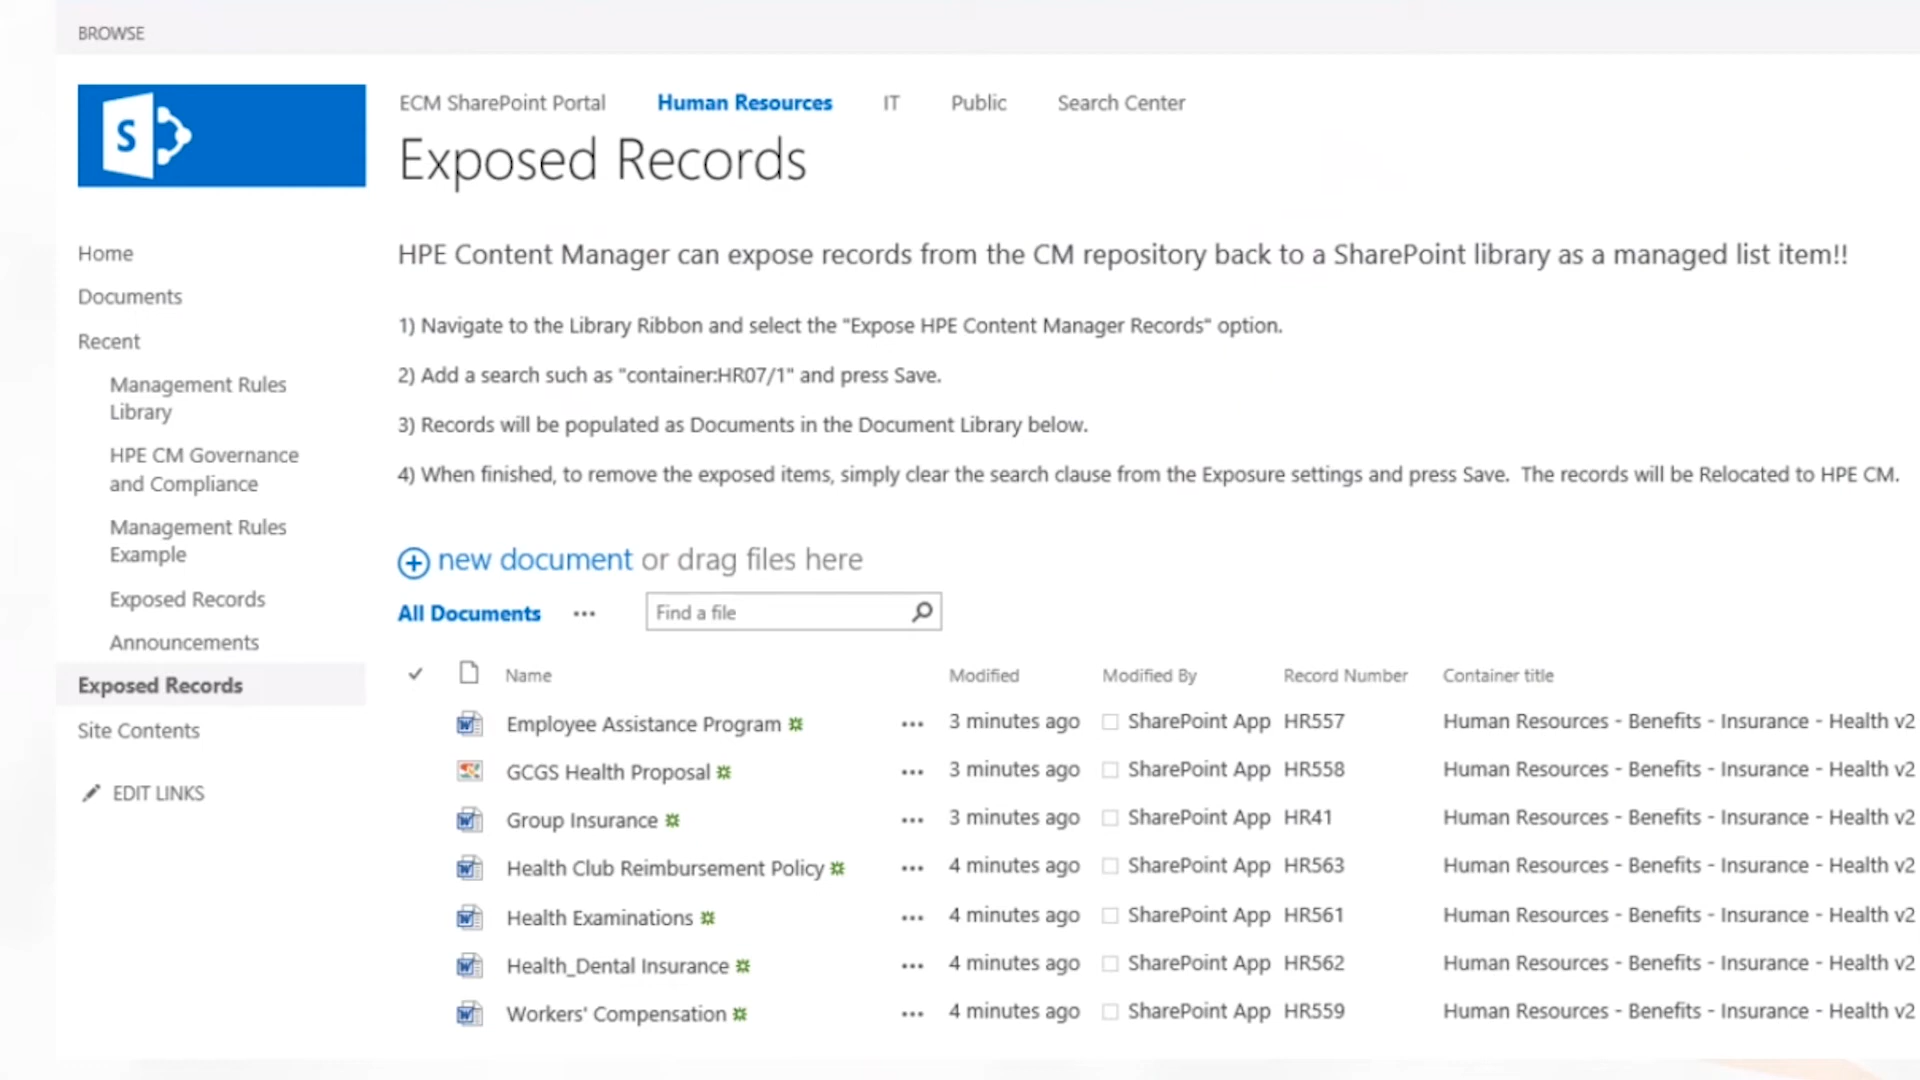 BROWSE
S
ECM SharePoint Portal Human Resources IT Public Search Center
Exposed Records
Home
Documents
Recent
Management Rules
Library
HPE CM Governance
and Compliance
Management Rules
Example
Exposed Records
Announcements
Exposed Records
Site Contents
EDIT LINKS
HPE Content Manager can expose records from the CM repository back to a SharePoint library as a managed list item!!
1) Navigate to the Library Ribbon and select the "Expose HPE Content Manager Records" option.
2) Add a search such as "container:HR07/1" and press Save.
3) Records will be populated as Documents in the Document Library below.
4) When finished, to remove the exposed items, simply clear the search clause from the Exposure settings and press Save. The records will be Relocated to HPE CM.
new document or drag files here
All Documents ... Find a file
Name Modified Modified By Record Number Container title
Employee Assistance Program ... 3 minutes ago SharePoint App HR557 Human Resources - Benefits - Insurance - Health v2
GCGS Health Proposal ... 3 minutes ago SharePoint App HR558 Human Resources - Benefits - Insurance - Health v2
Group Insurance ... 3 minutes ago SharePoint App HR41 Human Resources - Benefits - Insurance - Health v2
Health Club Reimbursement Policy ... 4 minutes ago SharePoint App HR563 Human Resources - Benefits - Insurance - Health v2
Health Examinations ... 4 minutes ago SharePoint App HR561 Human Resources - Benefits - Insurance - Health v2
Health_Dental Insurance ... 4 minutes ago SharePoint App HR562 Human Resources - Benefits - Insurance - Health v2
Workers' Compensation ... 4 minutes ago SharePoint App HR559 Human Resources - Benefits - Insurance - Health v2